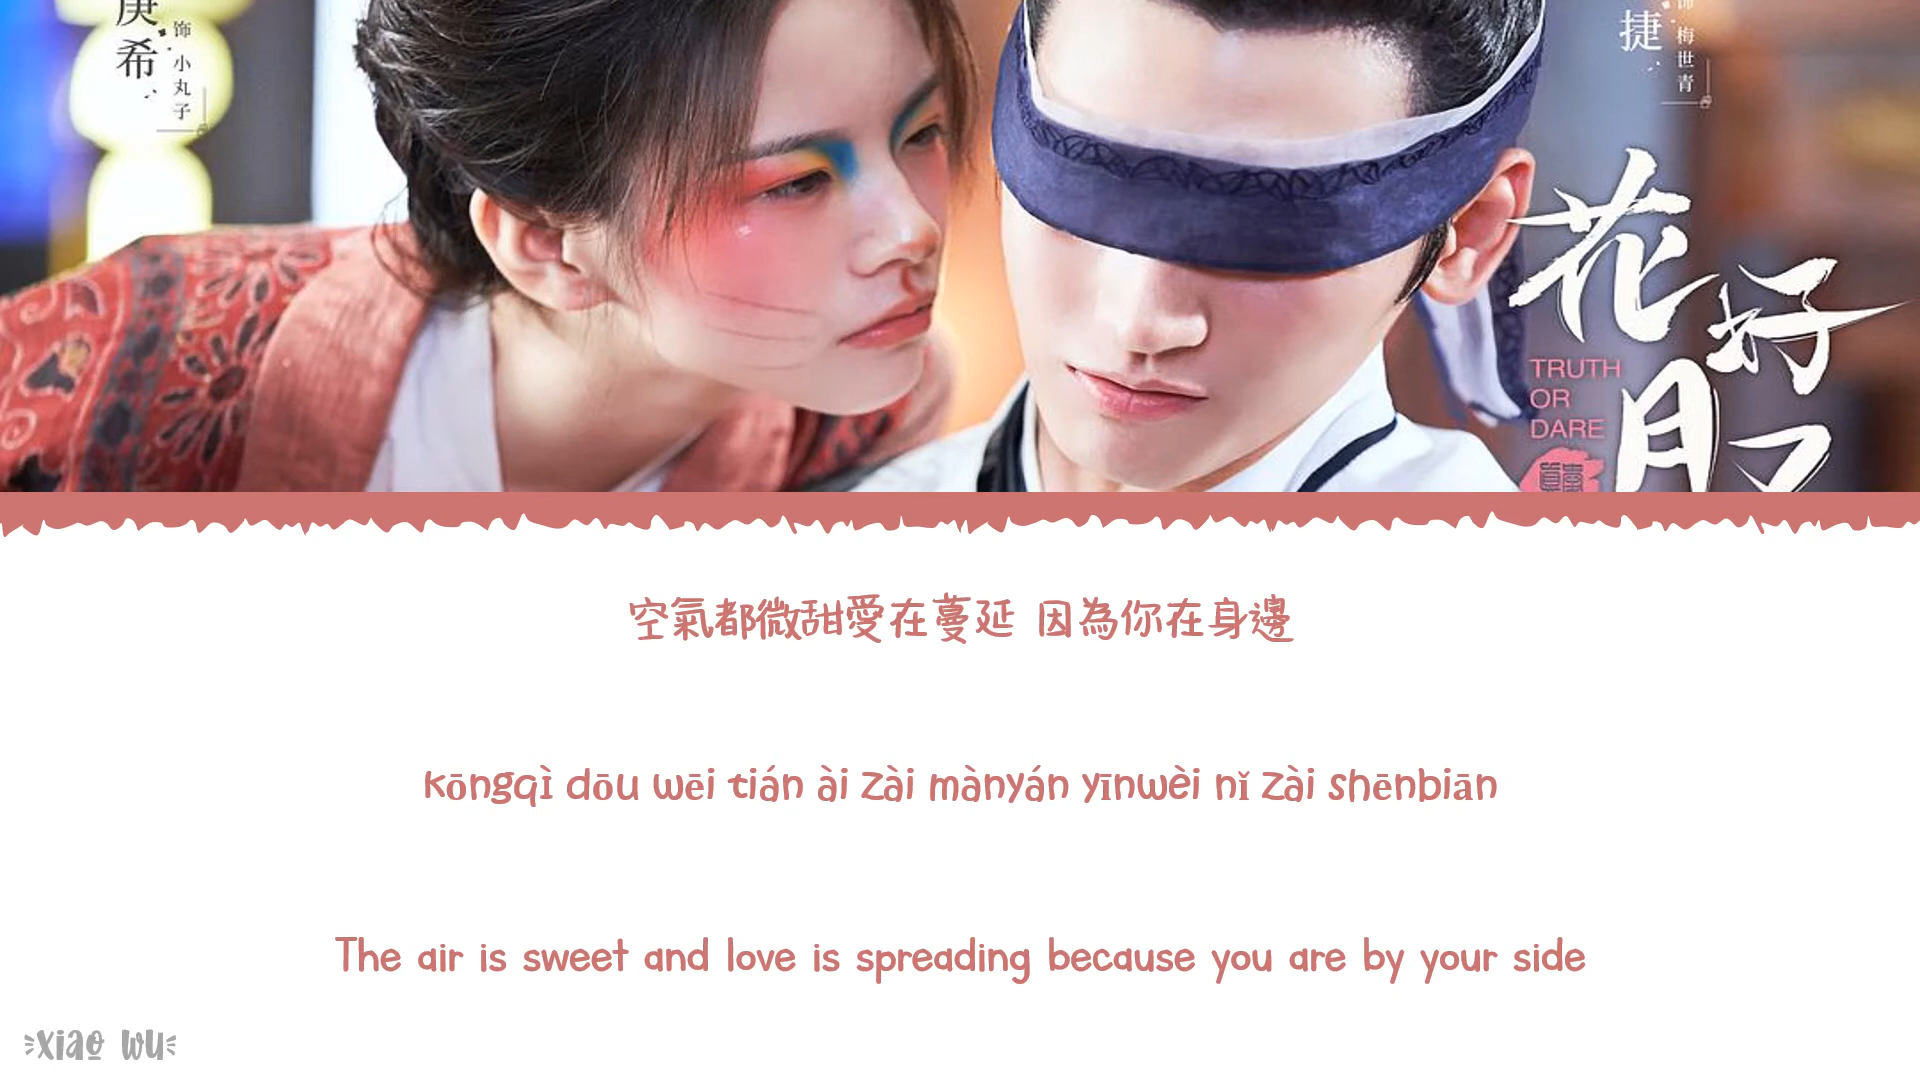 庚希
饰 小丸子
捷
饰 梅世青
花好月
TRUTH
OR
DARE
空氣都微甜愛在蔓延 因為你在身邊
kōngqì dōu wēi tián ài zài mànyán yīnwèi nǐ zài shēnbiān
The air is sweet and love is spreading because you are by your side
xiao wu